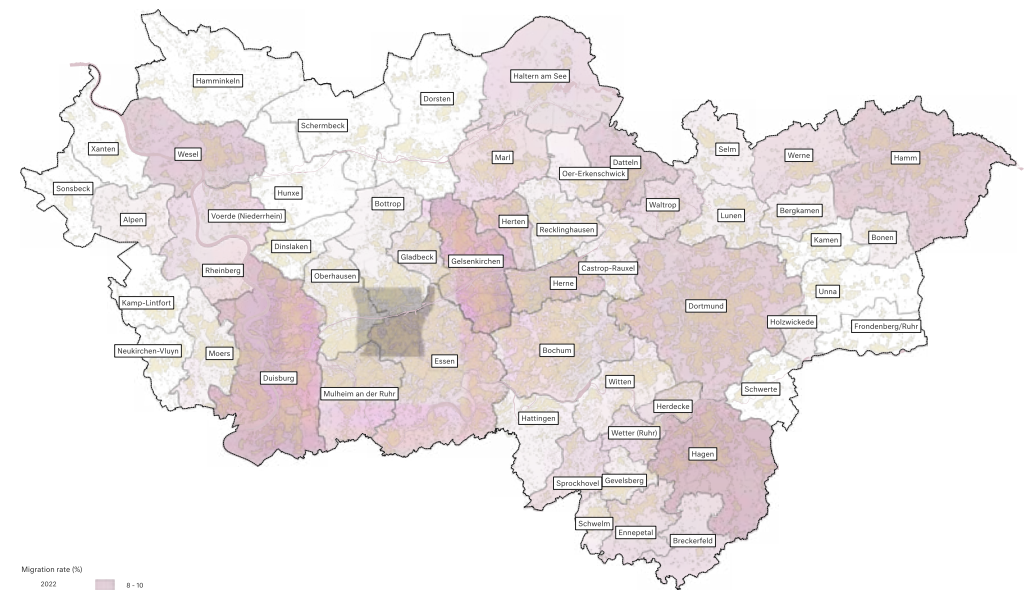 Hamminkeln
Haltern am See
Dorsten
Schermbeck
Xanten
Wesel
Marl
Datteln
Oer-Erkenschwick
Selm
Werne
Hamm
Sonsbeck
Hunxe
Bottrop
Waltrop
Alpen
Voerde (Niederrhein)
Herten
Recklinghausen
Lunen
Bergkamen
Kamen
Bonen
Dinslaken
Gladbeck
Gelsenkirchen
Rheinberg
Oberhausen
Herne
Castrop-Rauxel
Unna
Kamp-Lintfort
Dortmund
Holzwickede
Frondenberg/Ruhr
Neukirchen-Vluyn
Moers
Essen
Bochum
Duisburg
Mulheim an der Ruhr
Witten
Schwerte
Herdecke
Hattingen
Wetter (Ruhr)
Hagen
Sprockhovel
Gevelsberg
Schwelm
Ennepetal
Breckerfeld
Migration rate (%)
2022
8 - 10